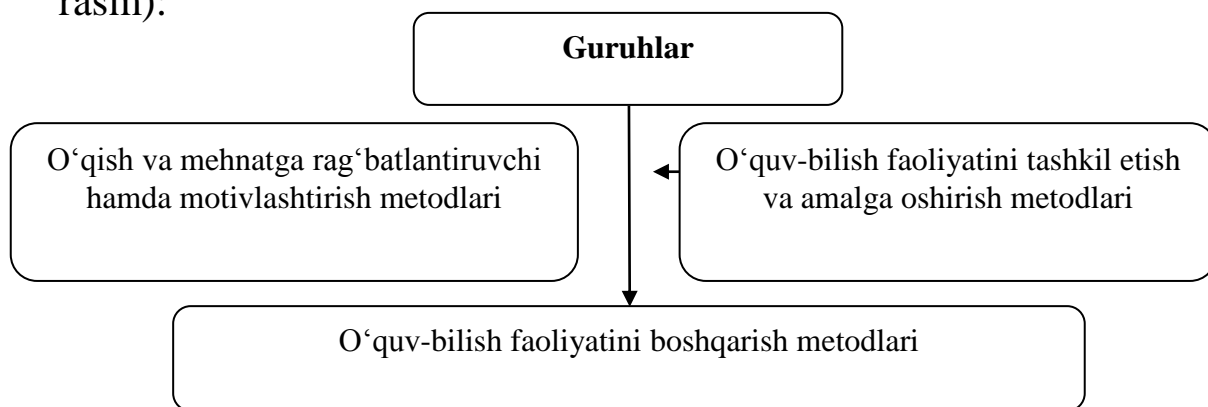 rasm):
Guruhlar
O‘qish va mehnatga rag‘batlantiruvchi
hamda motivlashtirish metodlari
O‘quv-bilish faoliyatini tashkil etish
va amalga oshirish metodlari
O‘quv-bilish faoliyatini boshqarish metodlari